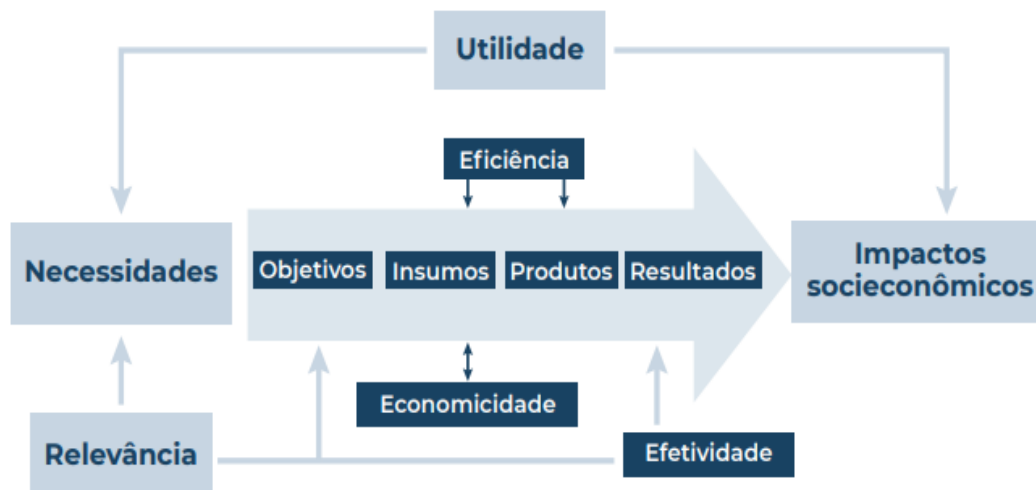 Utilidade
Eficiência
Necessidades
Objetivos
Insumos
Produtos
Resultados
Impactos
socieconômicos
Economicidade
Relevância
Efetividade